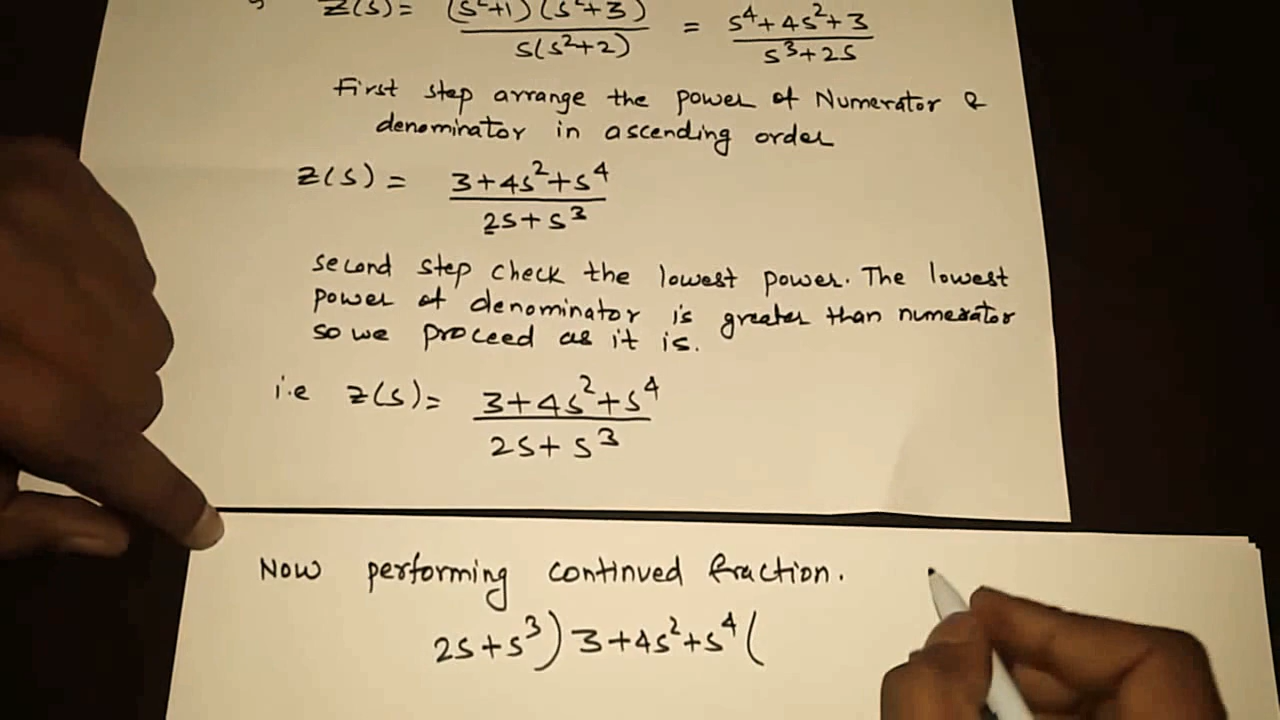 Z(s) = (s²+1)(s²+3) / s(s²+2) = s⁴+4s²+3 / s³+2s
First step arrange the power of Numerator &
denominator in ascending order
Z(s) = 3+4s²+s⁴ / 2s+s³
second step check the lowest power. The lowest
power of denominator is greater than numerator
so we proceed as it is.
i.e Z(s) = 3+4s²+s⁴ / 2s+s³
Now performing continued fraction.
2s+s³)3+4s²+s⁴(